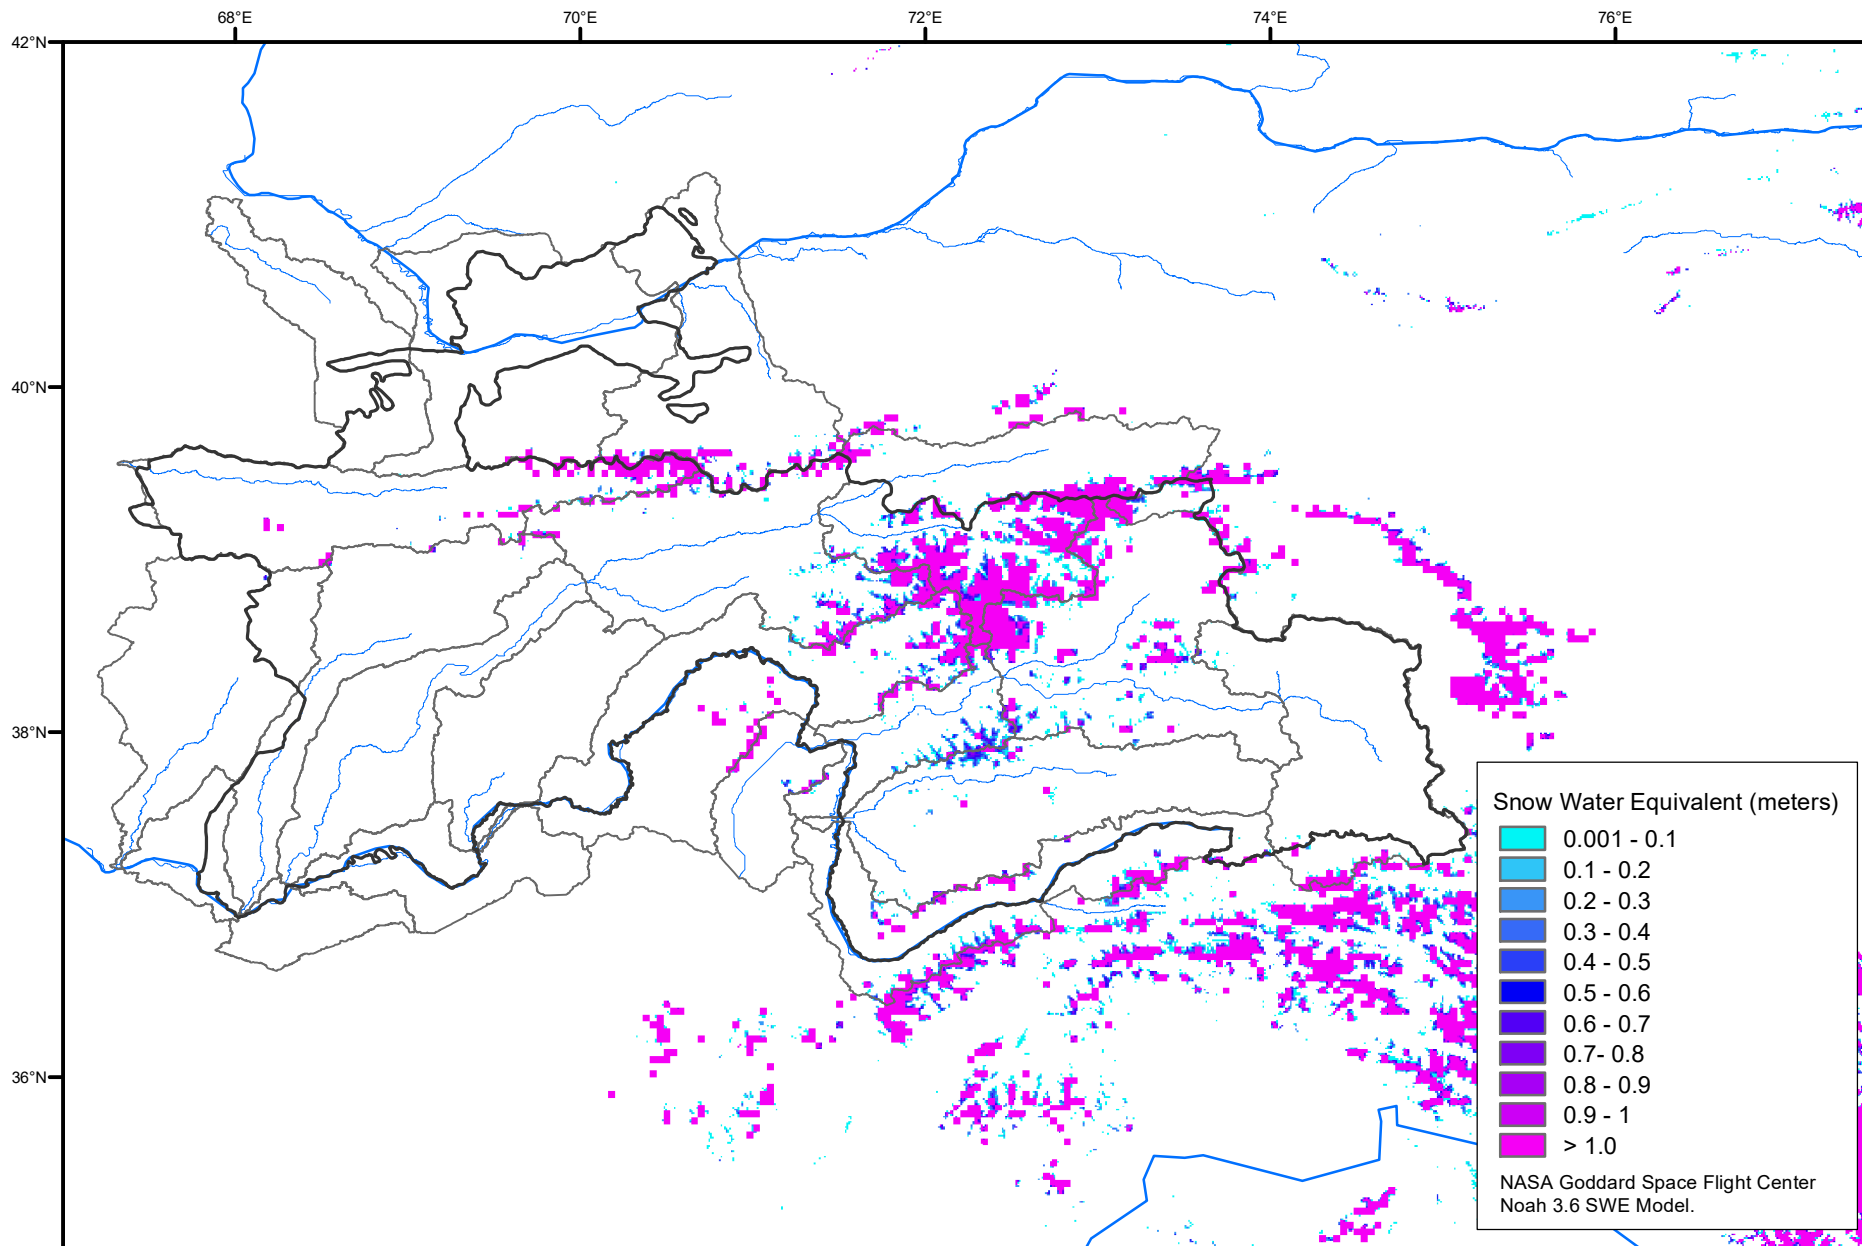 68°E
70°E
72°E
74°E
76°E
42°N
40°N
38°N
36°N
Snow Water Equivalent (meters)
0.001 - 0.1
0.1 - 0.2
0.2 - 0.3
0.3 - 0.4
0.4 - 0.5
0.5 - 0.6
0.6 - 0.7
0.7- 0.8
0.8 - 0.9
0.9 - 1
> 1.0
NASA Goddard Space Flight Center
Noah 3.6 SWE Model.